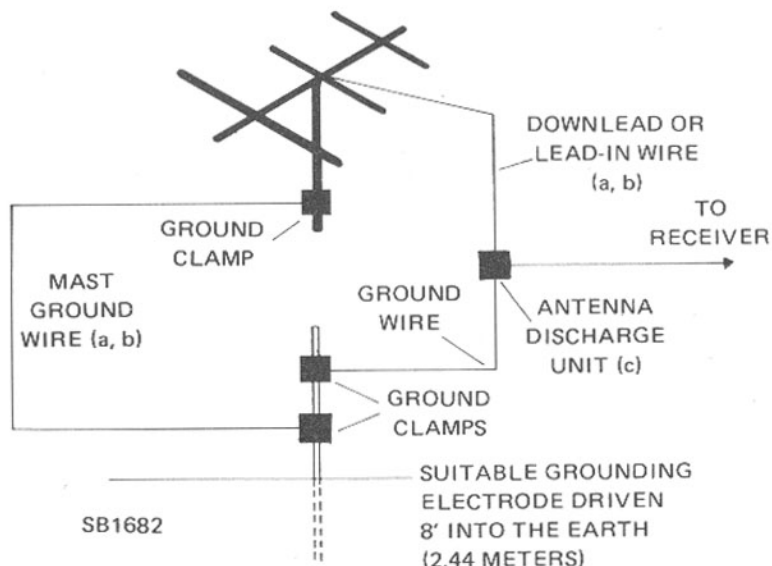 DOWNLEAD OR
LEAD-IN WIRE
(a, b)
GROUND
CLAMP
TO
RECEIVER
MAST
GROUND
WIRE (a, b)
GROUND
WIRE
ANTENNA
DISCHARGE
UNIT (c)
GROUND
CLAMPS
SUITABLE GROUNDING
ELECTRODE DRIVEN
8' INTO THE EARTH
(2.44 METERS)
SB1682